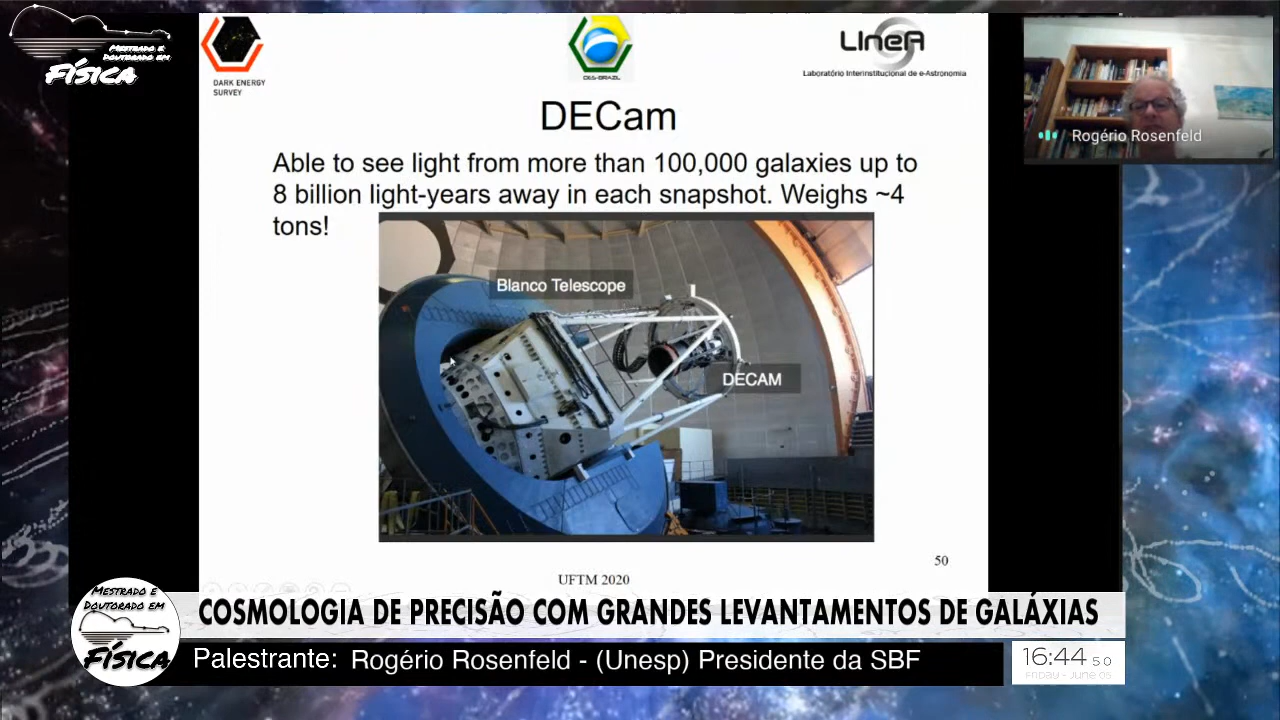 MESTRADO E
DOUTORADO EM
FÍSICA
DARK ENERGY
SURVEY
DES-BRAZIL
LIneA
Laboratório Interinstitucional de e-Astronomia
DECam
Able to see light from more than 100,000 galaxies up to
8 billion light-years away in each snapshot. Weighs ~4
tons!
Blanco Telescope
DECAM
Rogério Rosenfeld
50
UFTM 2020
MESTRADO E
DOUTORADO EM
FÍSICA
COSMOLOGIA DE PRECISÃO COM GRANDES LEVANTAMENTOS DE GALÁXIAS
Palestrante: Rogério Rosenfeld - (Unesp) Presidente da SBF
16:44 50
FRIDAY - JUNE 05